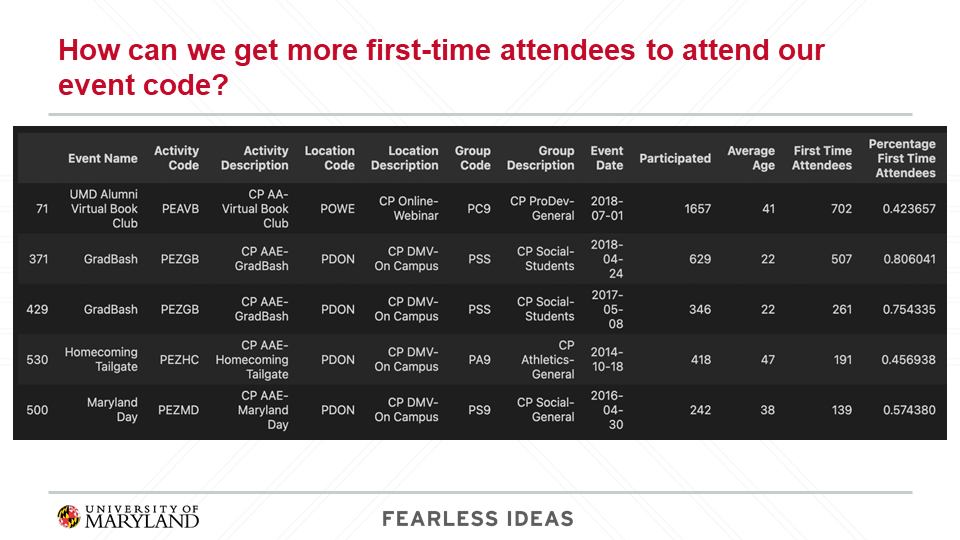 How can we get more first-time attendees to attend our
event code?
Event Name Activity Code Activity Description Location Code Location Description Group Code Group Description Event Date Participated Average Age First Time Attendees Percentage First Time Attendees
71 UMD Alumni Virtual Book Club PEAVB CP AA-Virtual Book Club POWE CP Online-Webinar PC9 CP ProDev-General 2018-07-01 1657 41 702 0.423657
371 GradBash PEZGB CP AAE-GradBash PDON CP DMV-On Campus PSS CP Social-Students 2018-04-24 629 22 507 0.806041
429 GradBash PEZGB CP AAE-GradBash PDON CP DMV-On Campus PSS CP Social-Students 2017-05-08 346 22 261 0.754335
530 Homecoming Tailgate PEZHC CP AAE-Homecoming Tailgate PDON CP DMV-On Campus PA9 CP Athletics-General 2014-10-18 418 47 191 0.456938
500 Maryland Day PEZMD CP AAE-Maryland Day PDON CP DMV-On Campus PS9 CP Social-General 2016-04-30 242 38 139 0.574380
UNIVERSITY OF
MARYLAND
FEARLESS IDEAS